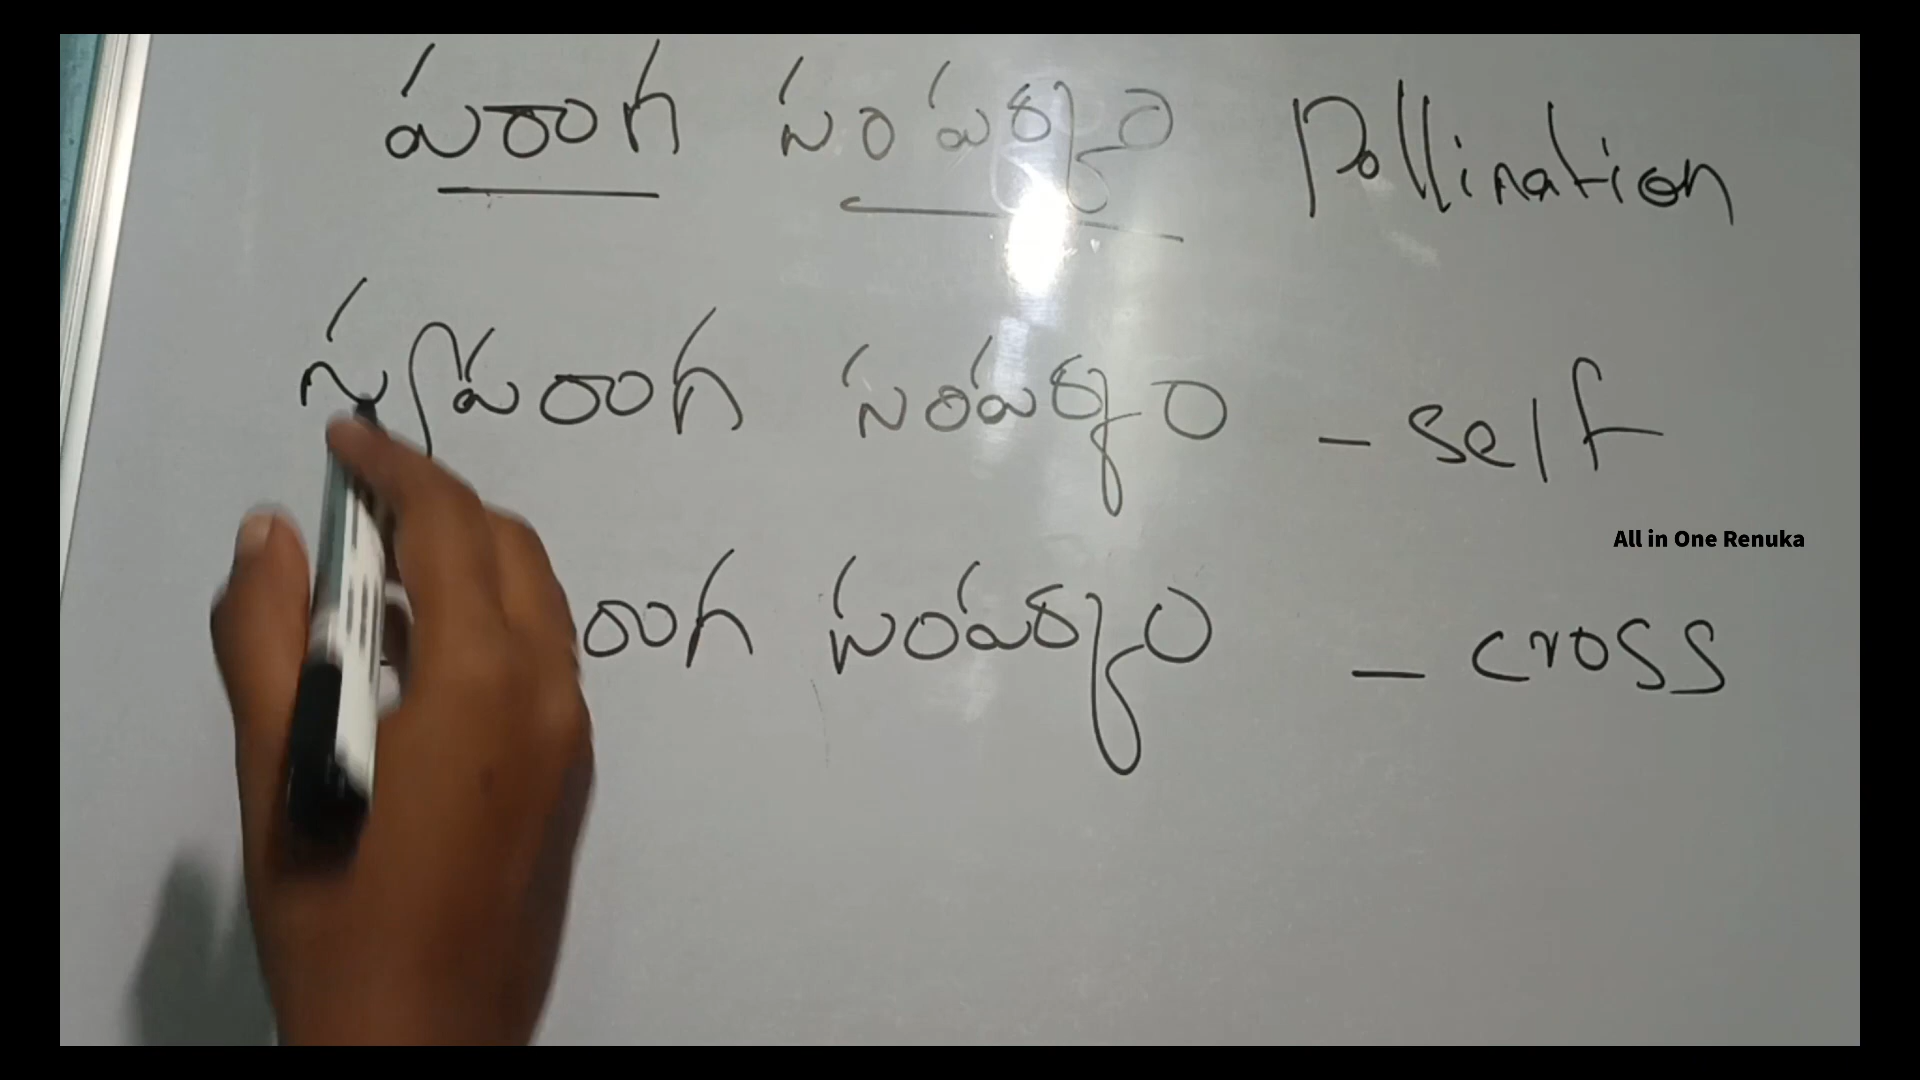 పరాగ సంపర్కం Pollination
స్వపరాగ సంపర్కం - self
All in One Renuka
రాగ సంపర్కం - cross